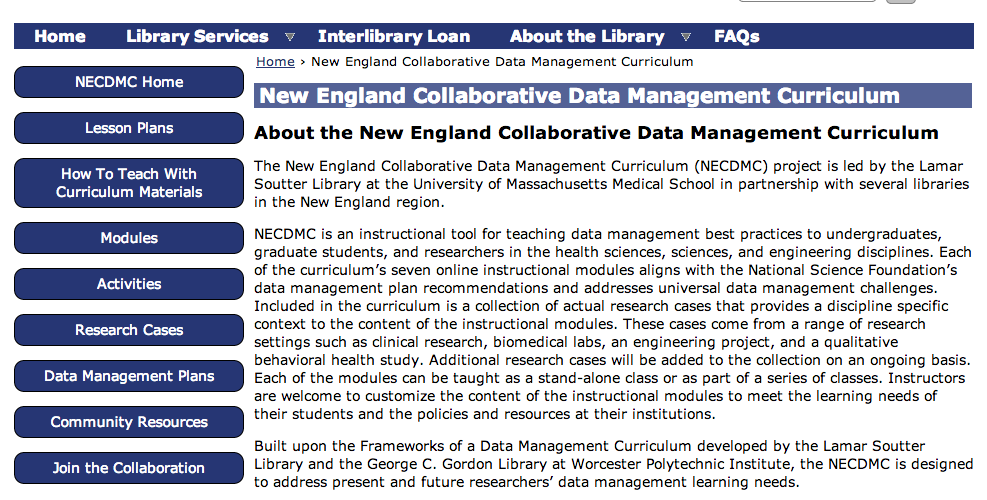 Home Library Services Interlibrary Loan About the Library FAQs
Home › New England Collaborative Data Management Curriculum
NECDMC Home
Lesson Plans
How To Teach With
Curriculum Materials
Modules
Activities
Research Cases
Data Management Plans
Community Resources
Join the Collaboration
New England Collaborative Data Management Curriculum
About the New England Collaborative Data Management Curriculum
The New England Collaborative Data Management Curriculum (NECDMC) project is led by the Lamar
Soutter Library at the University of Massachusetts Medical School in partnership with several libraries
in the New England region.
NECDMC is an instructional tool for teaching data management best practices to undergraduates,
graduate students, and researchers in the health sciences, sciences, and engineering disciplines. Each
of the curriculum’s seven online instructional modules aligns with the National Science Foundation’s
data management plan recommendations and addresses universal data management challenges.
Included in the curriculum is a collection of actual research cases that provides a discipline specific
context to the content of the instructional modules. These cases come from a range of research
settings such as clinical research, biomedical labs, an engineering project, and a qualitative
behavioral health study. Additional research cases will be added to the collection on an ongoing basis.
Each of the modules can be taught as a stand-alone class or as part of a series of classes. Instructors
are welcome to customize the content of the instructional modules to meet the learning needs of
their students and the policies and resources at their institutions.
Built upon the Frameworks of a Data Management Curriculum developed by the Lamar Soutter
Library and the George C. Gordon Library at Worcester Polytechnic Institute, the NECDMC is designed
to address present and future researchers’ data management learning needs.